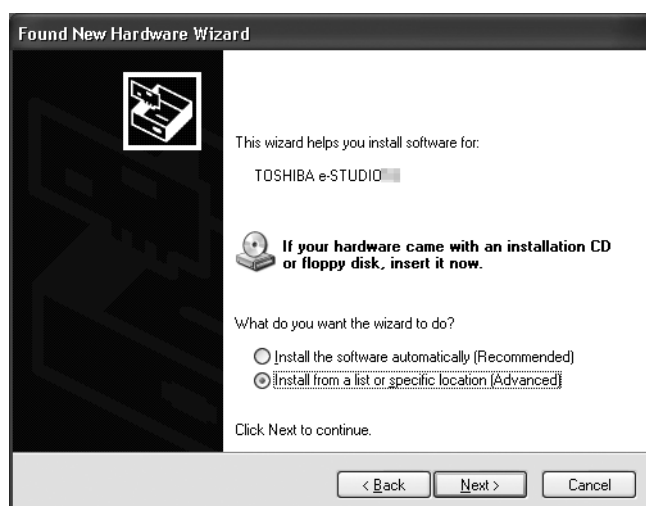 Found New Hardware Wizard
This wizard helps you install software for:
TOSHIBA e-STUDIO
If your hardware came with an installation CD
or floppy disk, insert it now.
What do you want the wizard to do?
Install the software automatically (Recommended)
Install from a list or specific location (Advanced)
Click Next to continue.
< Back Next > Cancel